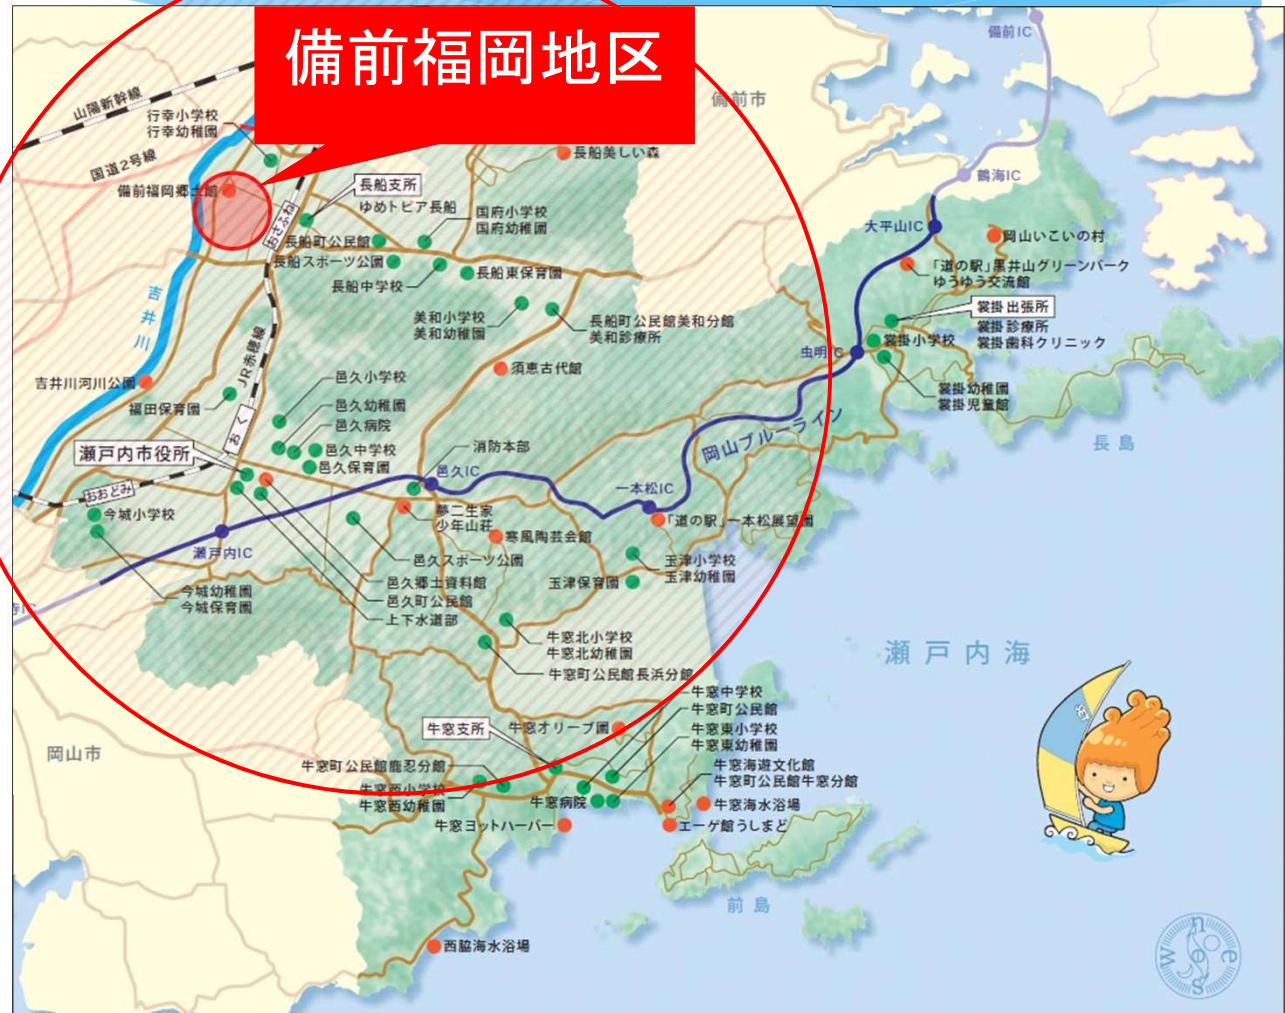 備前福岡地区
備前IC
備前市
山陽新幹線
行幸小学校
行幸幼稚園
国道2号線
備前福岡郷土館
長船美しい森
鶴海IC
長船支所
ゆめトピア長船
おさふね
国府小学校
国府幼稚園
長船町公民館
長船スポーツ公園
長船中学校
長船東保育園
大平山IC
岡山いこいの村
「道の駅」黒井山グリーンパーク
ゆうゆう交流館
吉井川
美和小学校
美和幼稚園
長船町公民館美和分館
美和診療所
裳掛出張所
裳掛診療所
裳掛歯科クリニック
裳掛小学校
虫明IC
裳掛幼稚園
裳掛児童館
JR赤穂線
須恵古代館
吉井川河川公園
福田保育園
邑久小学校
邑久幼稚園
邑久病院
邑久中学校
邑久保育園
おく
瀬戸内市役所
消防本部
邑久IC
岡山ブルーライン
長島
おおどみ
今城小学校
瀬戸内IC
夢二生家
少年山荘
一本松IC
「道の駅」一本松展望園
寒風陶芸会館
邑久スポーツ公園
玉津小学校
玉津幼稚園
玉津保育園
今城幼稚園
今城保育園
邑久郷土資料館
邑久町公民館
上下水道部
寺IC
牛窓北小学校
牛窓北幼稚園
牛窓町公民館長浜分館
瀬戸内海
牛窓中学校
牛窓町公民館
牛窓東小学校
牛窓東幼稚園
牛窓支所
牛窓オリーブ園
岡山市
牛窓町公民館鹿忍分館
牛窓西小学校
牛窓西幼稚園
牛窓病院
牛窓海遊文化館
牛窓町公民館牛窓分館
牛窓海水浴場
牛窓ヨットハーバー
エーゲ館うしまど
前島
西脇海水浴場
SET
n
w
e
s